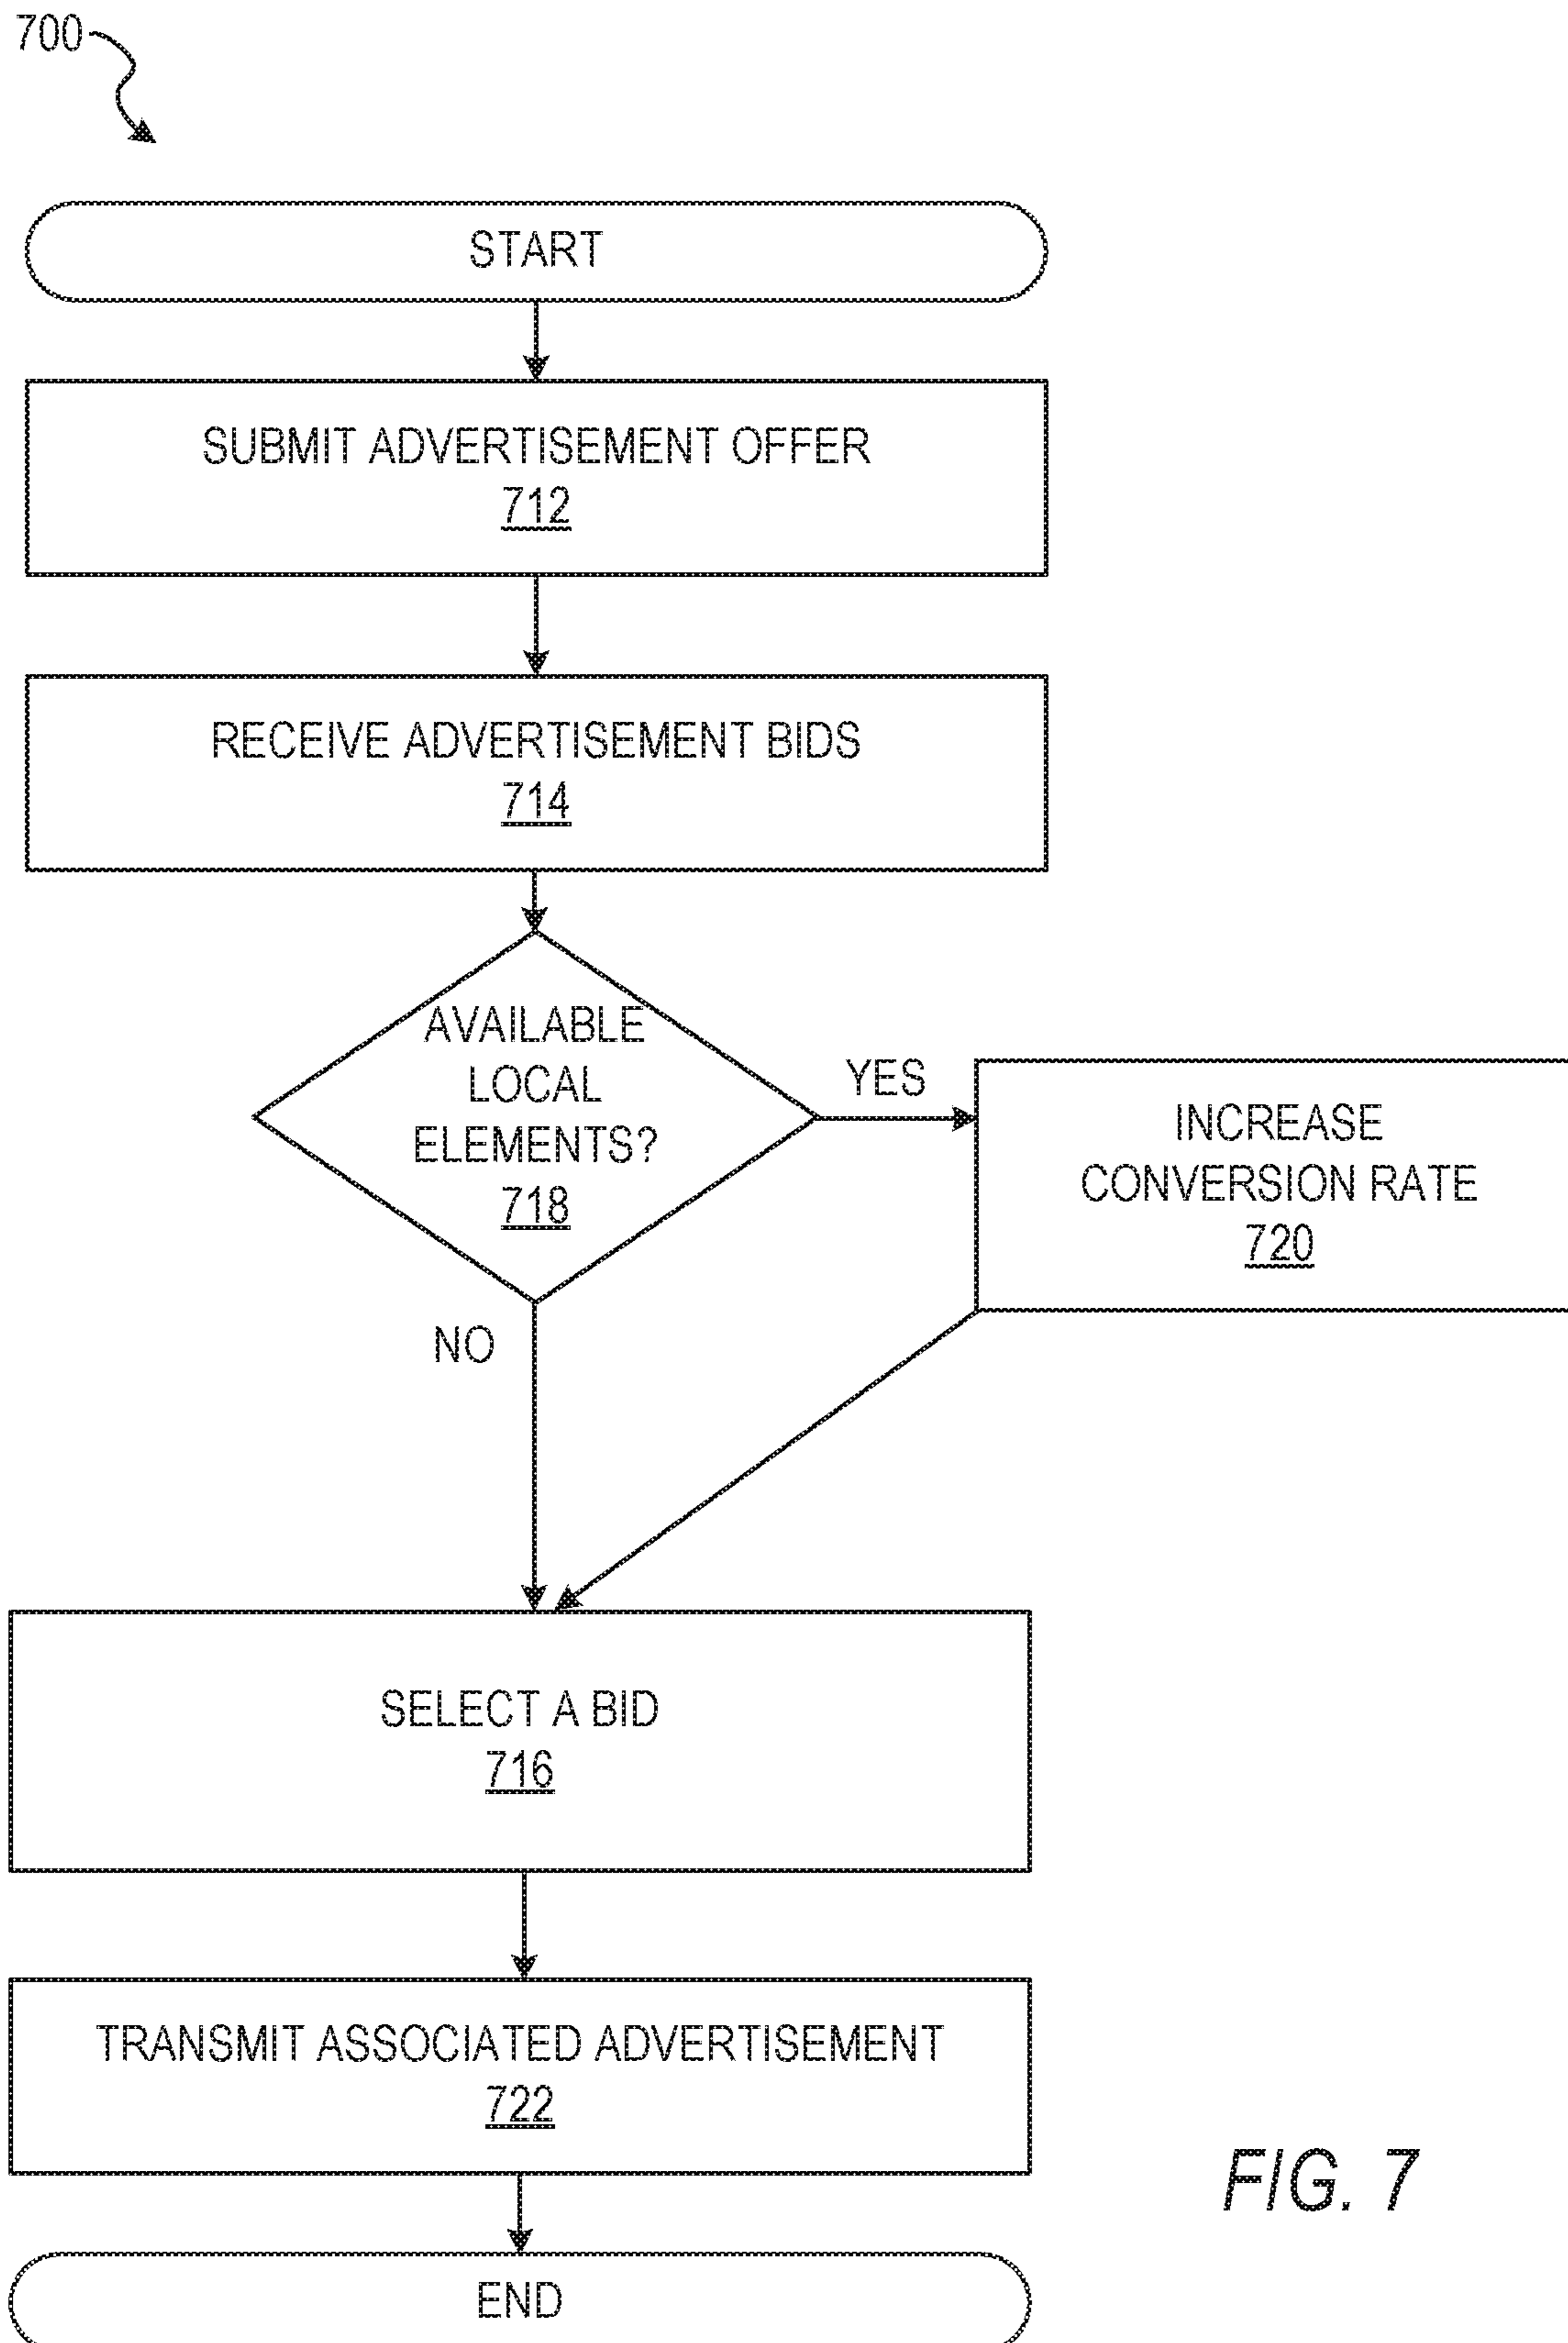 700
START
SUBMIT ADVERTISEMENT OFFER
712
RECEIVE ADVERTISEMENT BIDS
714
AVAILABLE
LOCAL
ELEMENTS?
718
YES
INCREASE
CONVERSION RATE
720
NO
SELECT A BID
716
TRANSMIT ASSOCIATED ADVERTISEMENT
722
FIG. 7
END